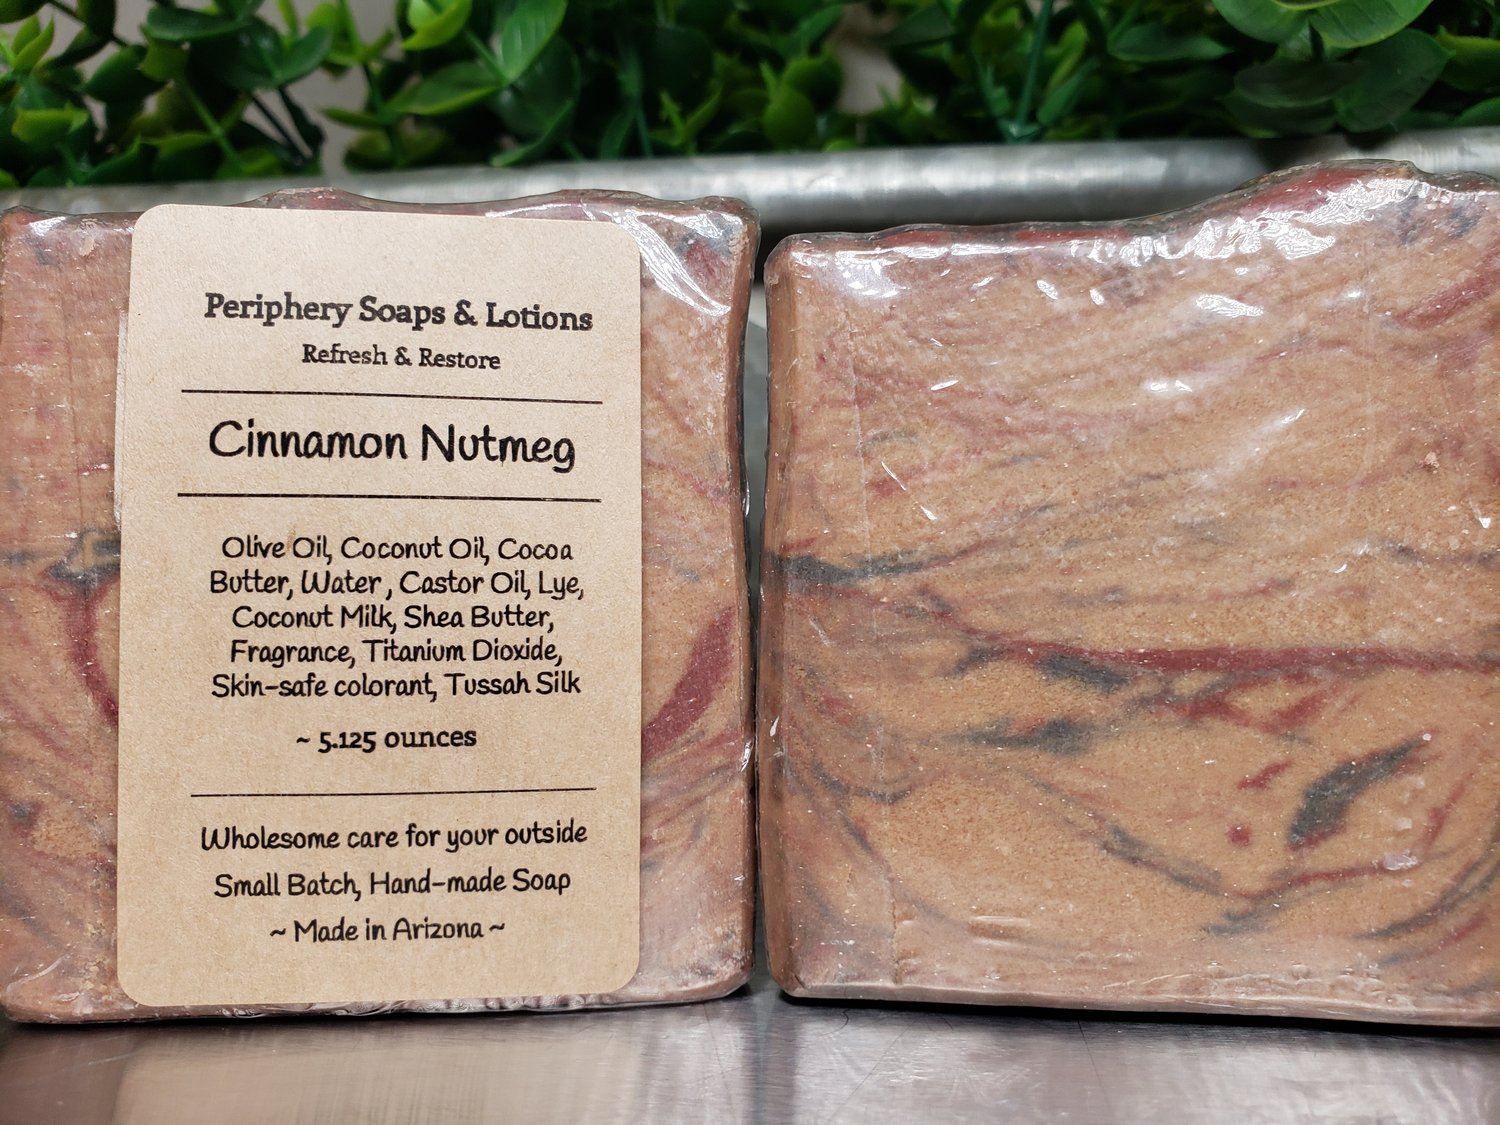 Periphery Soaps & Lotions
Refresh & Restore
Cinnamon Nutmeg
Olive Oil, Coconut Oil, Cocoa
Butter, Water , Castor Oil, Lye,
Coconut Milk, Shea Butter,
Fragrance, Titanium Dioxide,
Skin-safe colorant, Tussah Silk
~ 5.125 ounces
Wholesome care for your outside
Small Batch, Hand-made Soap
~ Made in Arizona ~